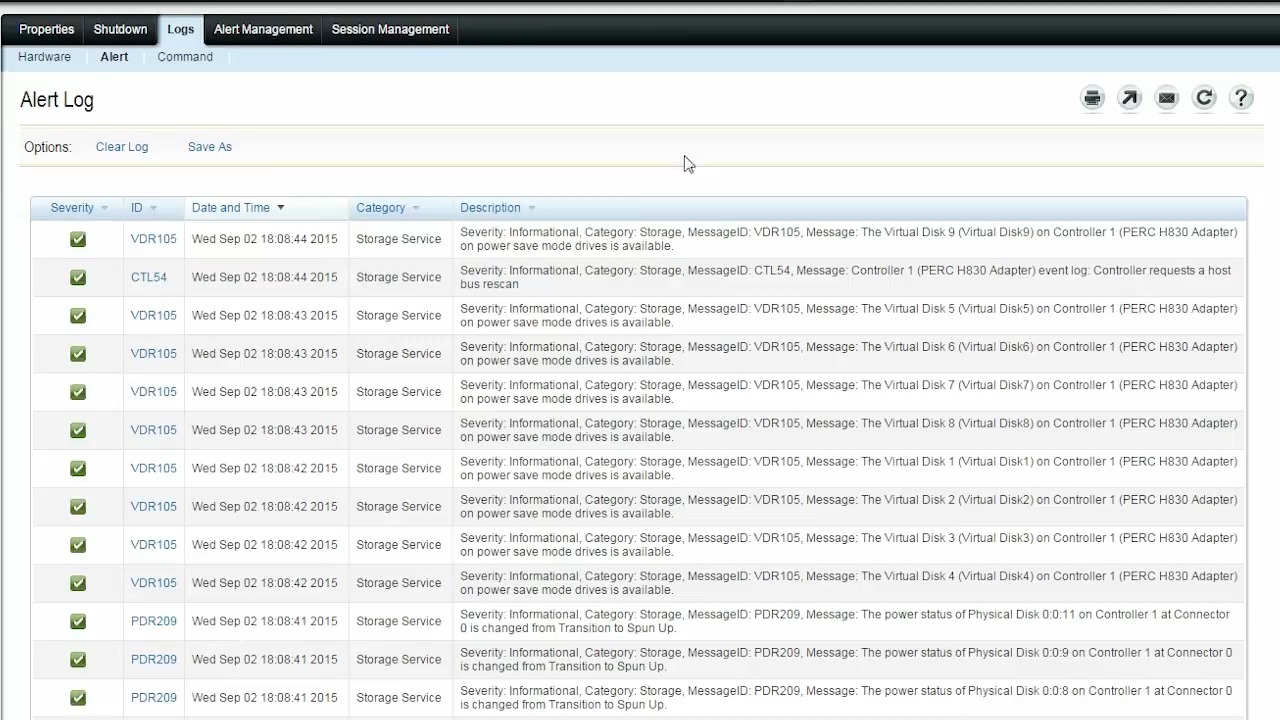 Properties Shutdown Logs Alert Management Session Management
Hardware Alert Command
Alert Log
Options: Clear Log Save As
Severity ID Date and Time Category Description
VDR105 Wed Sep 02 18:08:44 2015 Storage Service Severity: Informational, Category: Storage, MessageID: VDR105, Message: The Virtual Disk 9 (Virtual Disk9) on Controller 1 (PERC H830 Adapter)
on power save mode drives is available.
CTL54 Wed Sep 02 18:08:44 2015 Storage Service Severity: Informational, Category: Storage, MessageID: CTL54, Message: Controller 1 (PERC H830 Adapter) event log: Controller requests a host
bus rescan
VDR105 Wed Sep 02 18:08:43 2015 Storage Service Severity: Informational, Category: Storage, MessageID: VDR105, Message: The Virtual Disk 5 (Virtual Disk5) on Controller 1 (PERC H830 Adapter)
on power save mode drives is available.
VDR105 Wed Sep 02 18:08:43 2015 Storage Service Severity: Informational, Category: Storage, MessageID: VDR105, Message: The Virtual Disk 6 (Virtual Disk6) on Controller 1 (PERC H830 Adapter)
on power save mode drives is available.
VDR105 Wed Sep 02 18:08:43 2015 Storage Service Severity: Informational, Category: Storage, MessageID: VDR105, Message: The Virtual Disk 7 (Virtual Disk7) on Controller 1 (PERC H830 Adapter)
on power save mode drives is available.
VDR105 Wed Sep 02 18:08:43 2015 Storage Service Severity: Informational, Category: Storage, MessageID: VDR105, Message: The Virtual Disk 8 (Virtual Disk8) on Controller 1 (PERC H830 Adapter)
on power save mode drives is available.
VDR105 Wed Sep 02 18:08:42 2015 Storage Service Severity: Informational, Category: Storage, MessageID: VDR105, Message: The Virtual Disk 1 (Virtual Disk1) on Controller 1 (PERC H830 Adapter)
on power save mode drives is available.
VDR105 Wed Sep 02 18:08:42 2015 Storage Service Severity: Informational, Category: Storage, MessageID: VDR105, Message: The Virtual Disk 2 (Virtual Disk2) on Controller 1 (PERC H830 Adapter)
on power save mode drives is available.
VDR105 Wed Sep 02 18:08:42 2015 Storage Service Severity: Informational, Category: Storage, MessageID: VDR105, Message: The Virtual Disk 3 (Virtual Disk3) on Controller 1 (PERC H830 Adapter)
on power save mode drives is available.
VDR105 Wed Sep 02 18:08:42 2015 Storage Service Severity: Informational, Category: Storage, MessageID: VDR105, Message: The Virtual Disk 4 (Virtual Disk4) on Controller 1 (PERC H830 Adapter)
on power save mode drives is available.
PDR209 Wed Sep 02 18:08:41 2015 Storage Service Severity: Informational, Category: Storage, MessageID: PDR209, Message: The power status of Physical Disk 0:0:11 on Controller 1 at Connector
0 is changed from Transition to Spun Up.
PDR209 Wed Sep 02 18:08:41 2015 Storage Service Severity: Informational, Category: Storage, MessageID: PDR209, Message: The power status of Physical Disk 0:0:9 on Controller 1 at Connector 0
is changed from Transition to Spun Up.
PDR209 Wed Sep 02 18:08:41 2015 Storage Service Severity: Informational, Category: Storage, MessageID: PDR209, Message: The power status of Physical Disk 0:0:8 on Controller 1 at Connector 0
is changed from Transition to Spun Up.